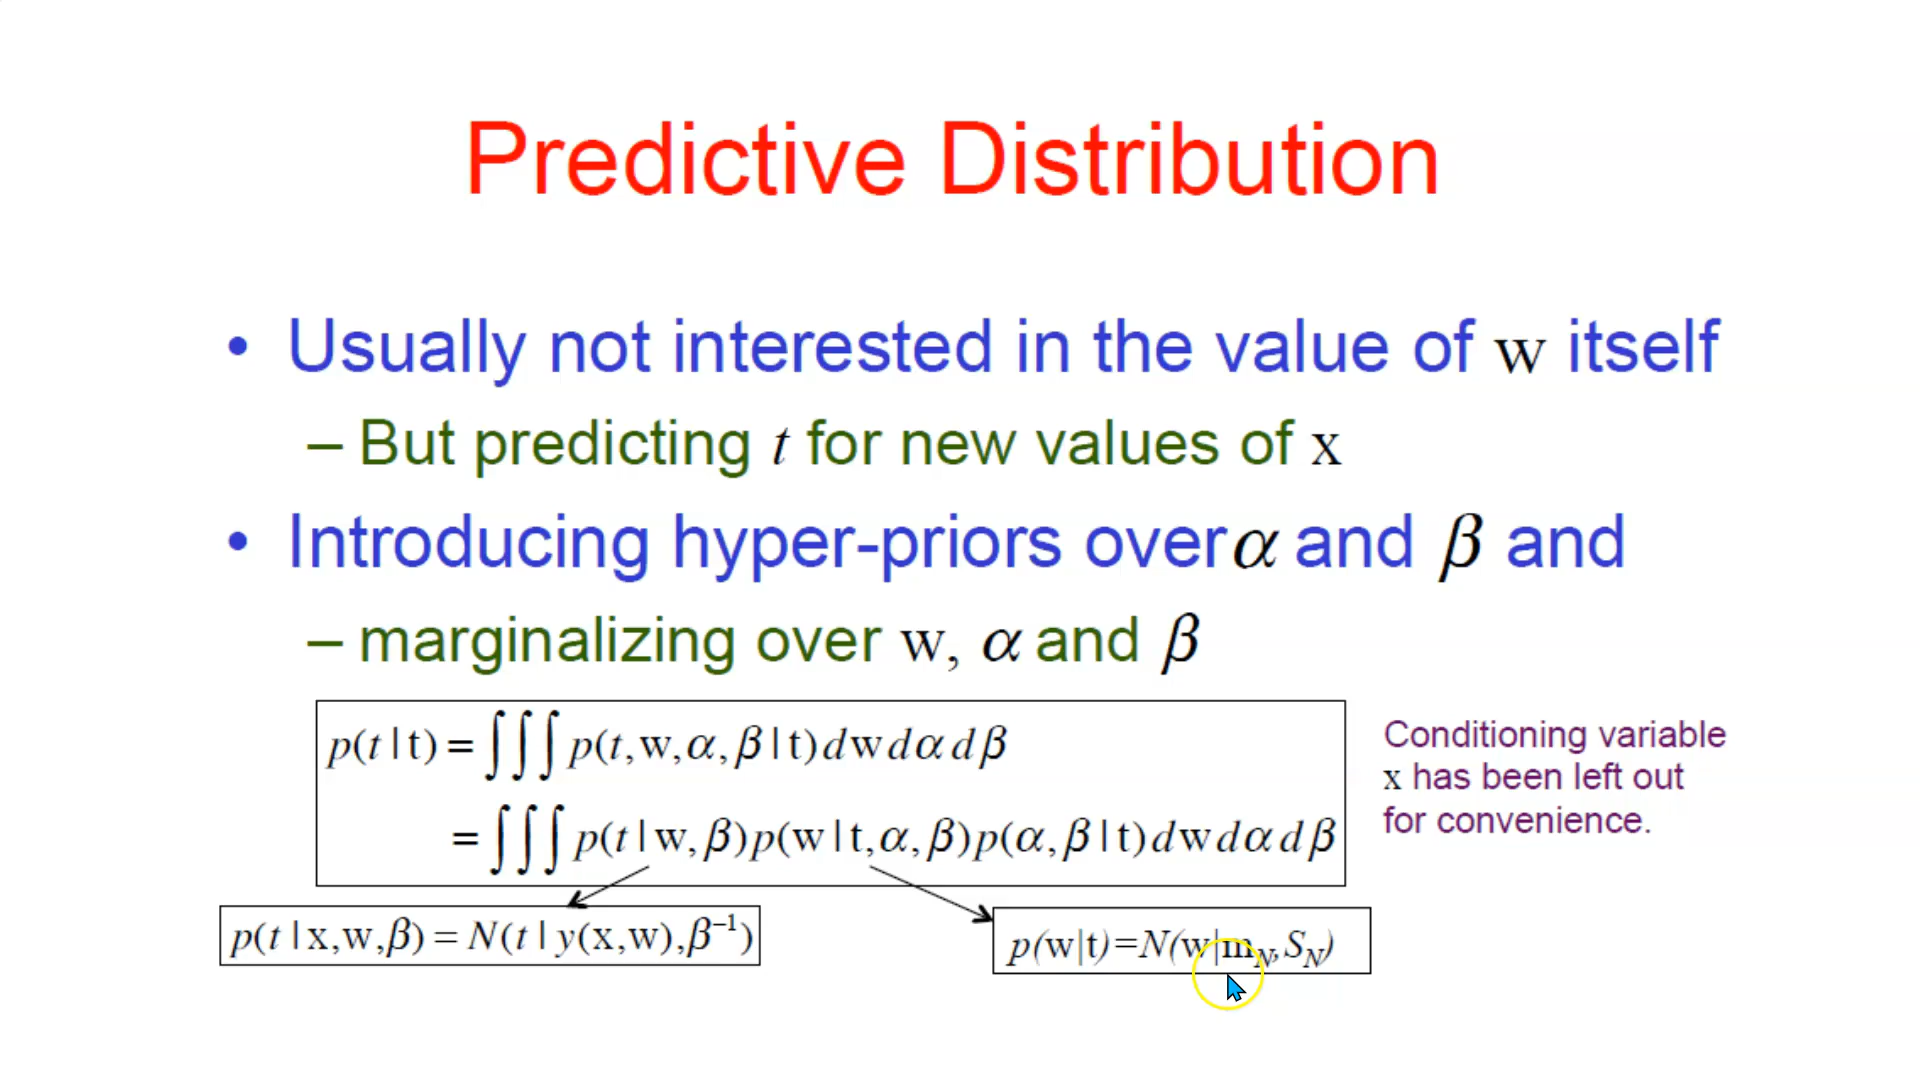 Predictive Distribution
• Usually not interested in the value of w itself
– But predicting t for new values of x
• Introducing hyper-priors over α and β and
– marginalizing over w, α and β
p(t | t) = ∫∫∫ p(t, w, α, β | t) dw dα dβ
= ∫∫∫ p(t | w, β) p(w | t, α, β) p(α, β | t) dw dα dβ
Conditioning variable
x has been left out
for convenience.
p(t | x, w, β) = N(t | y(x, w), β⁻¹)
p(w|t)=N(w|m_N, S_N)